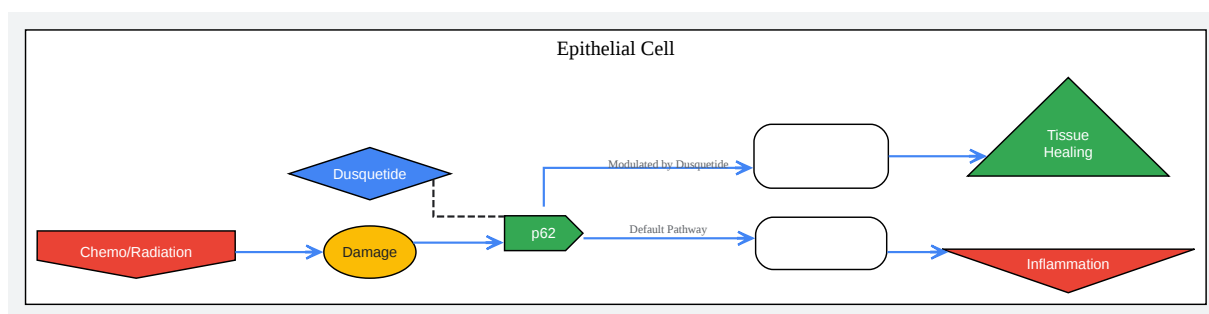 Epithelial Cell
Tissue
Healing
Modulated by Dusquetide
Dusquetide
p62
Default Pathway
Chemo/Radiation
Damage
Inflammation